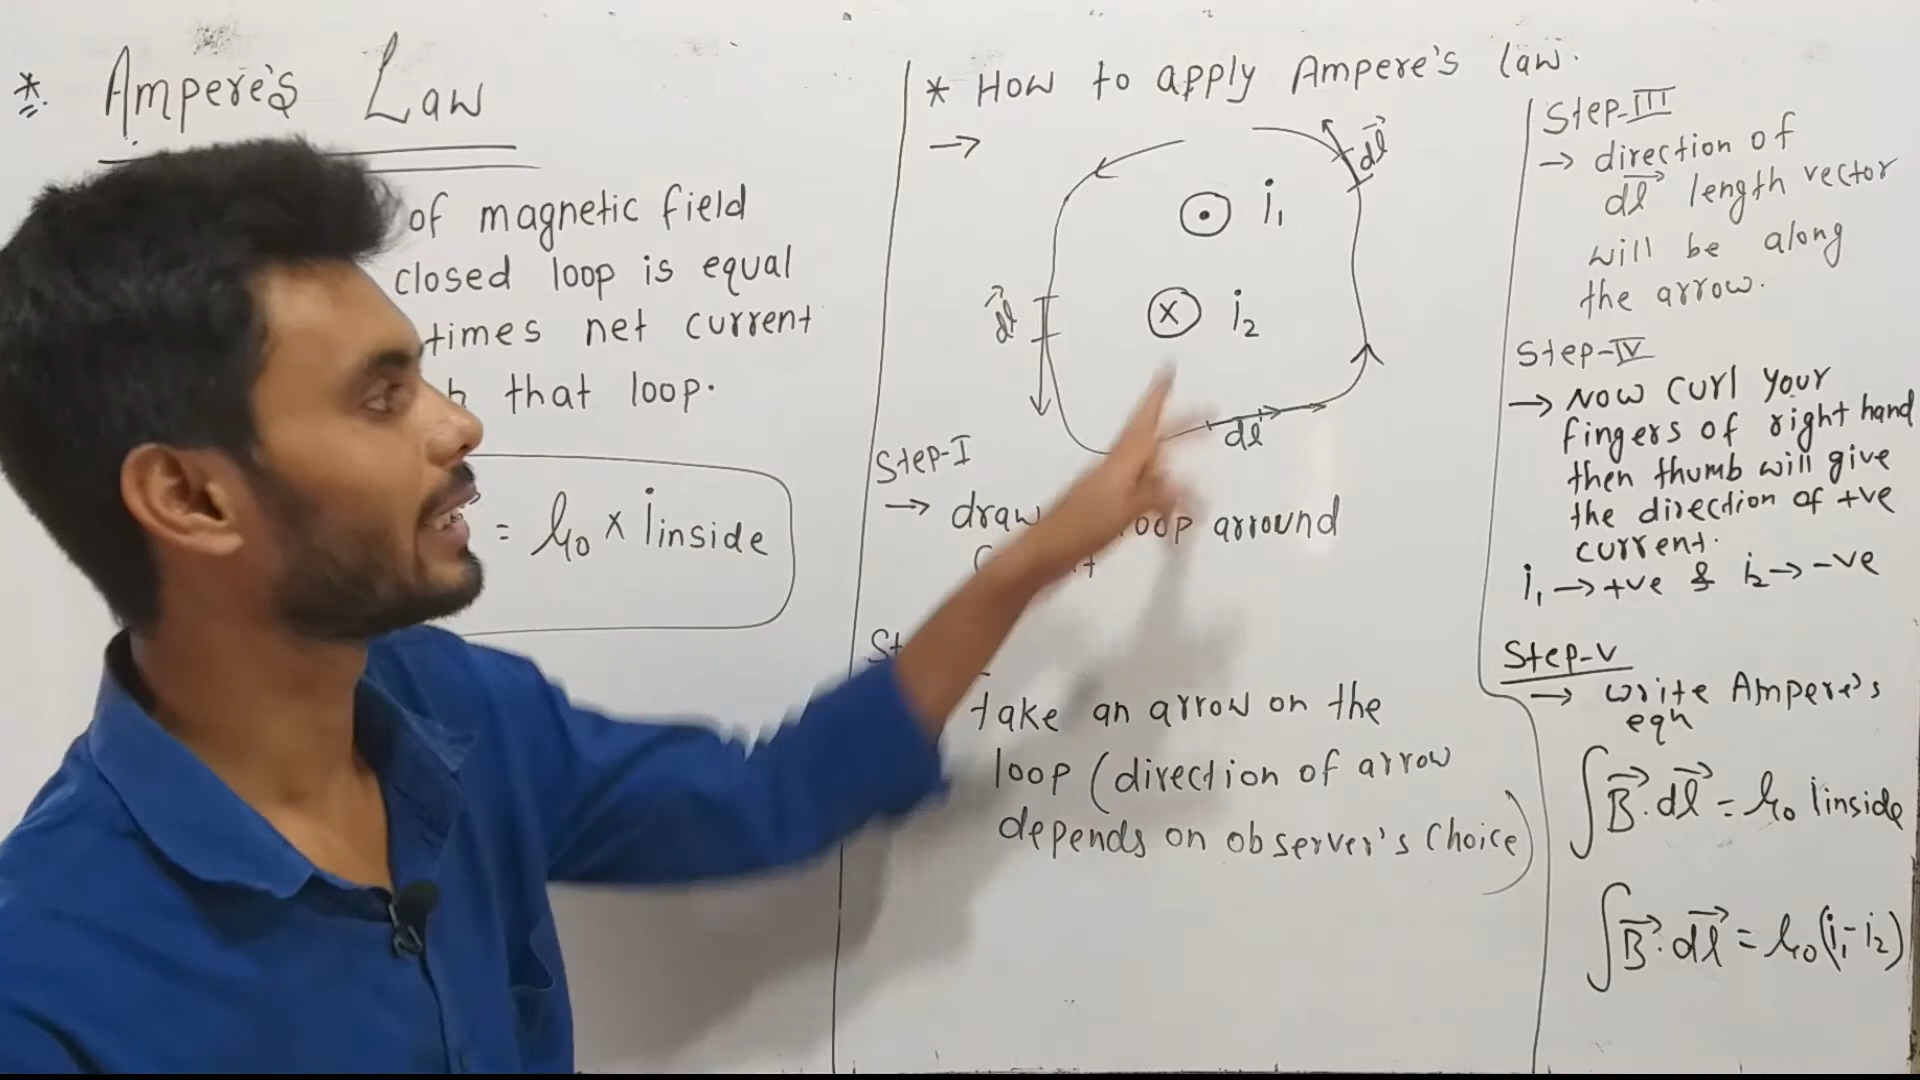 * Ampere's Law
of magnetic field
closed loop is equal
times net current
that loop.
= μ₀ × i inside
* How to apply Ampere's law.
→
dl⃗
i₁
dl⃗
x
i₂
dl
Step-I
→ draw loop arround
take an arrow on the
loop (direction of arrow
depends on observer's choice)
Step-III
→ direction of
dl⃗ length vector
will be along
the arrow.
Step-IV
→ Now curl your
fingers of right hand
then thumb will give
the direction of +ve
current.
i₁ → +ve & i₂ → -ve
Step-V
→ write Ampere's
eqn
∫B⃗.dl⃗ = μ₀ i inside
∫B⃗.dl⃗ = μ₀(i₁-i₂)